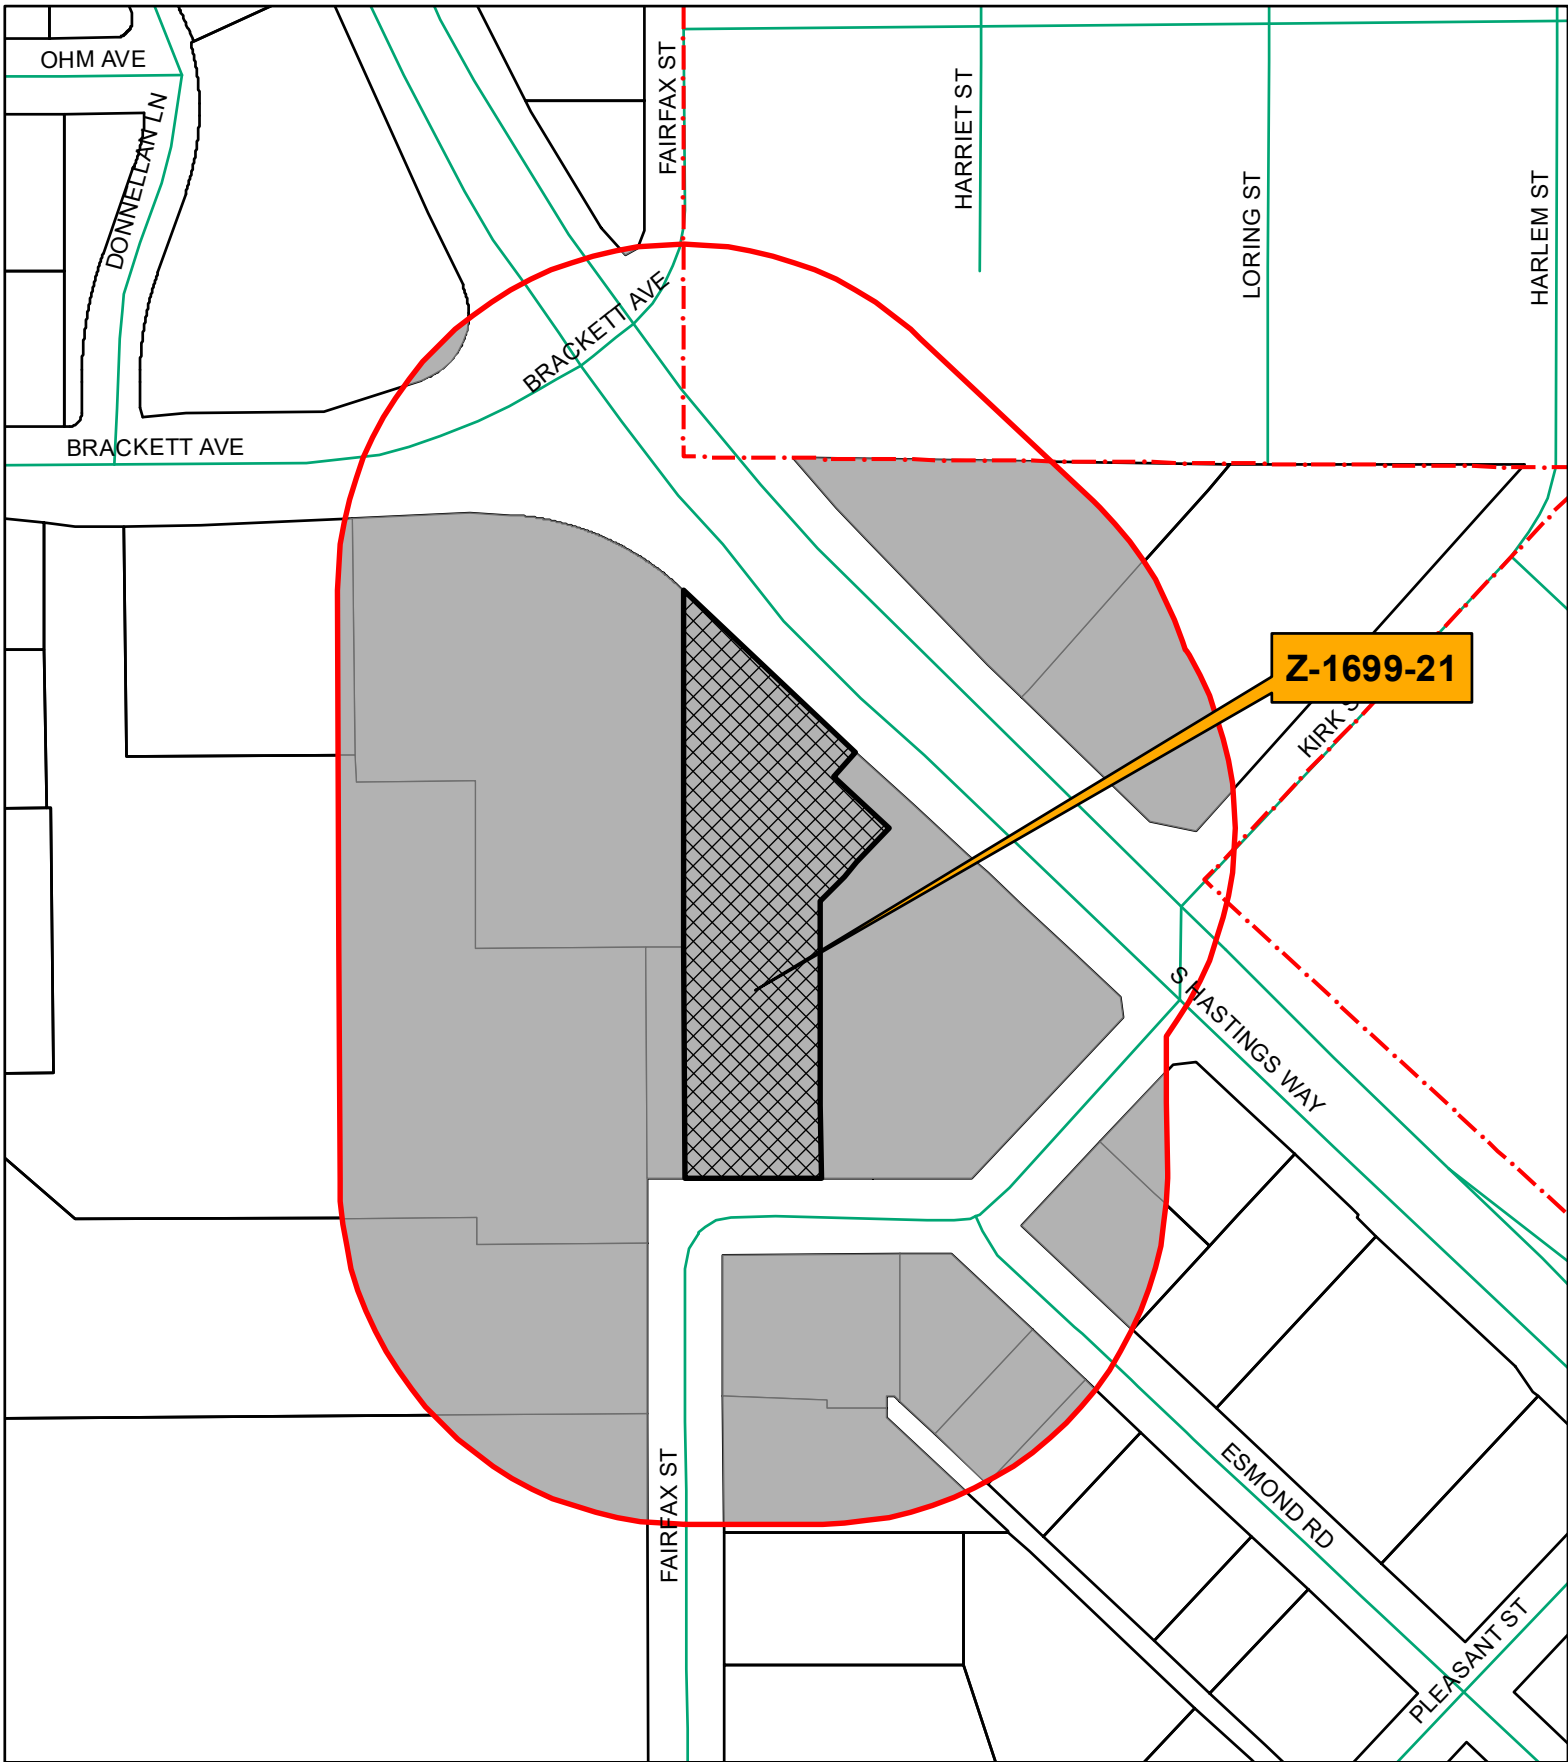 OHM AVE
DONNELLAN LN
FAIRFAX ST
HARRIET ST
LORING ST
HARLEM ST
BRACKETT AVE
BRACKETT AVE
Z-1699-21
KIRK S
S HASTINGS WAY
FAIRFAX ST
ESMOND RD
PLEASANT ST